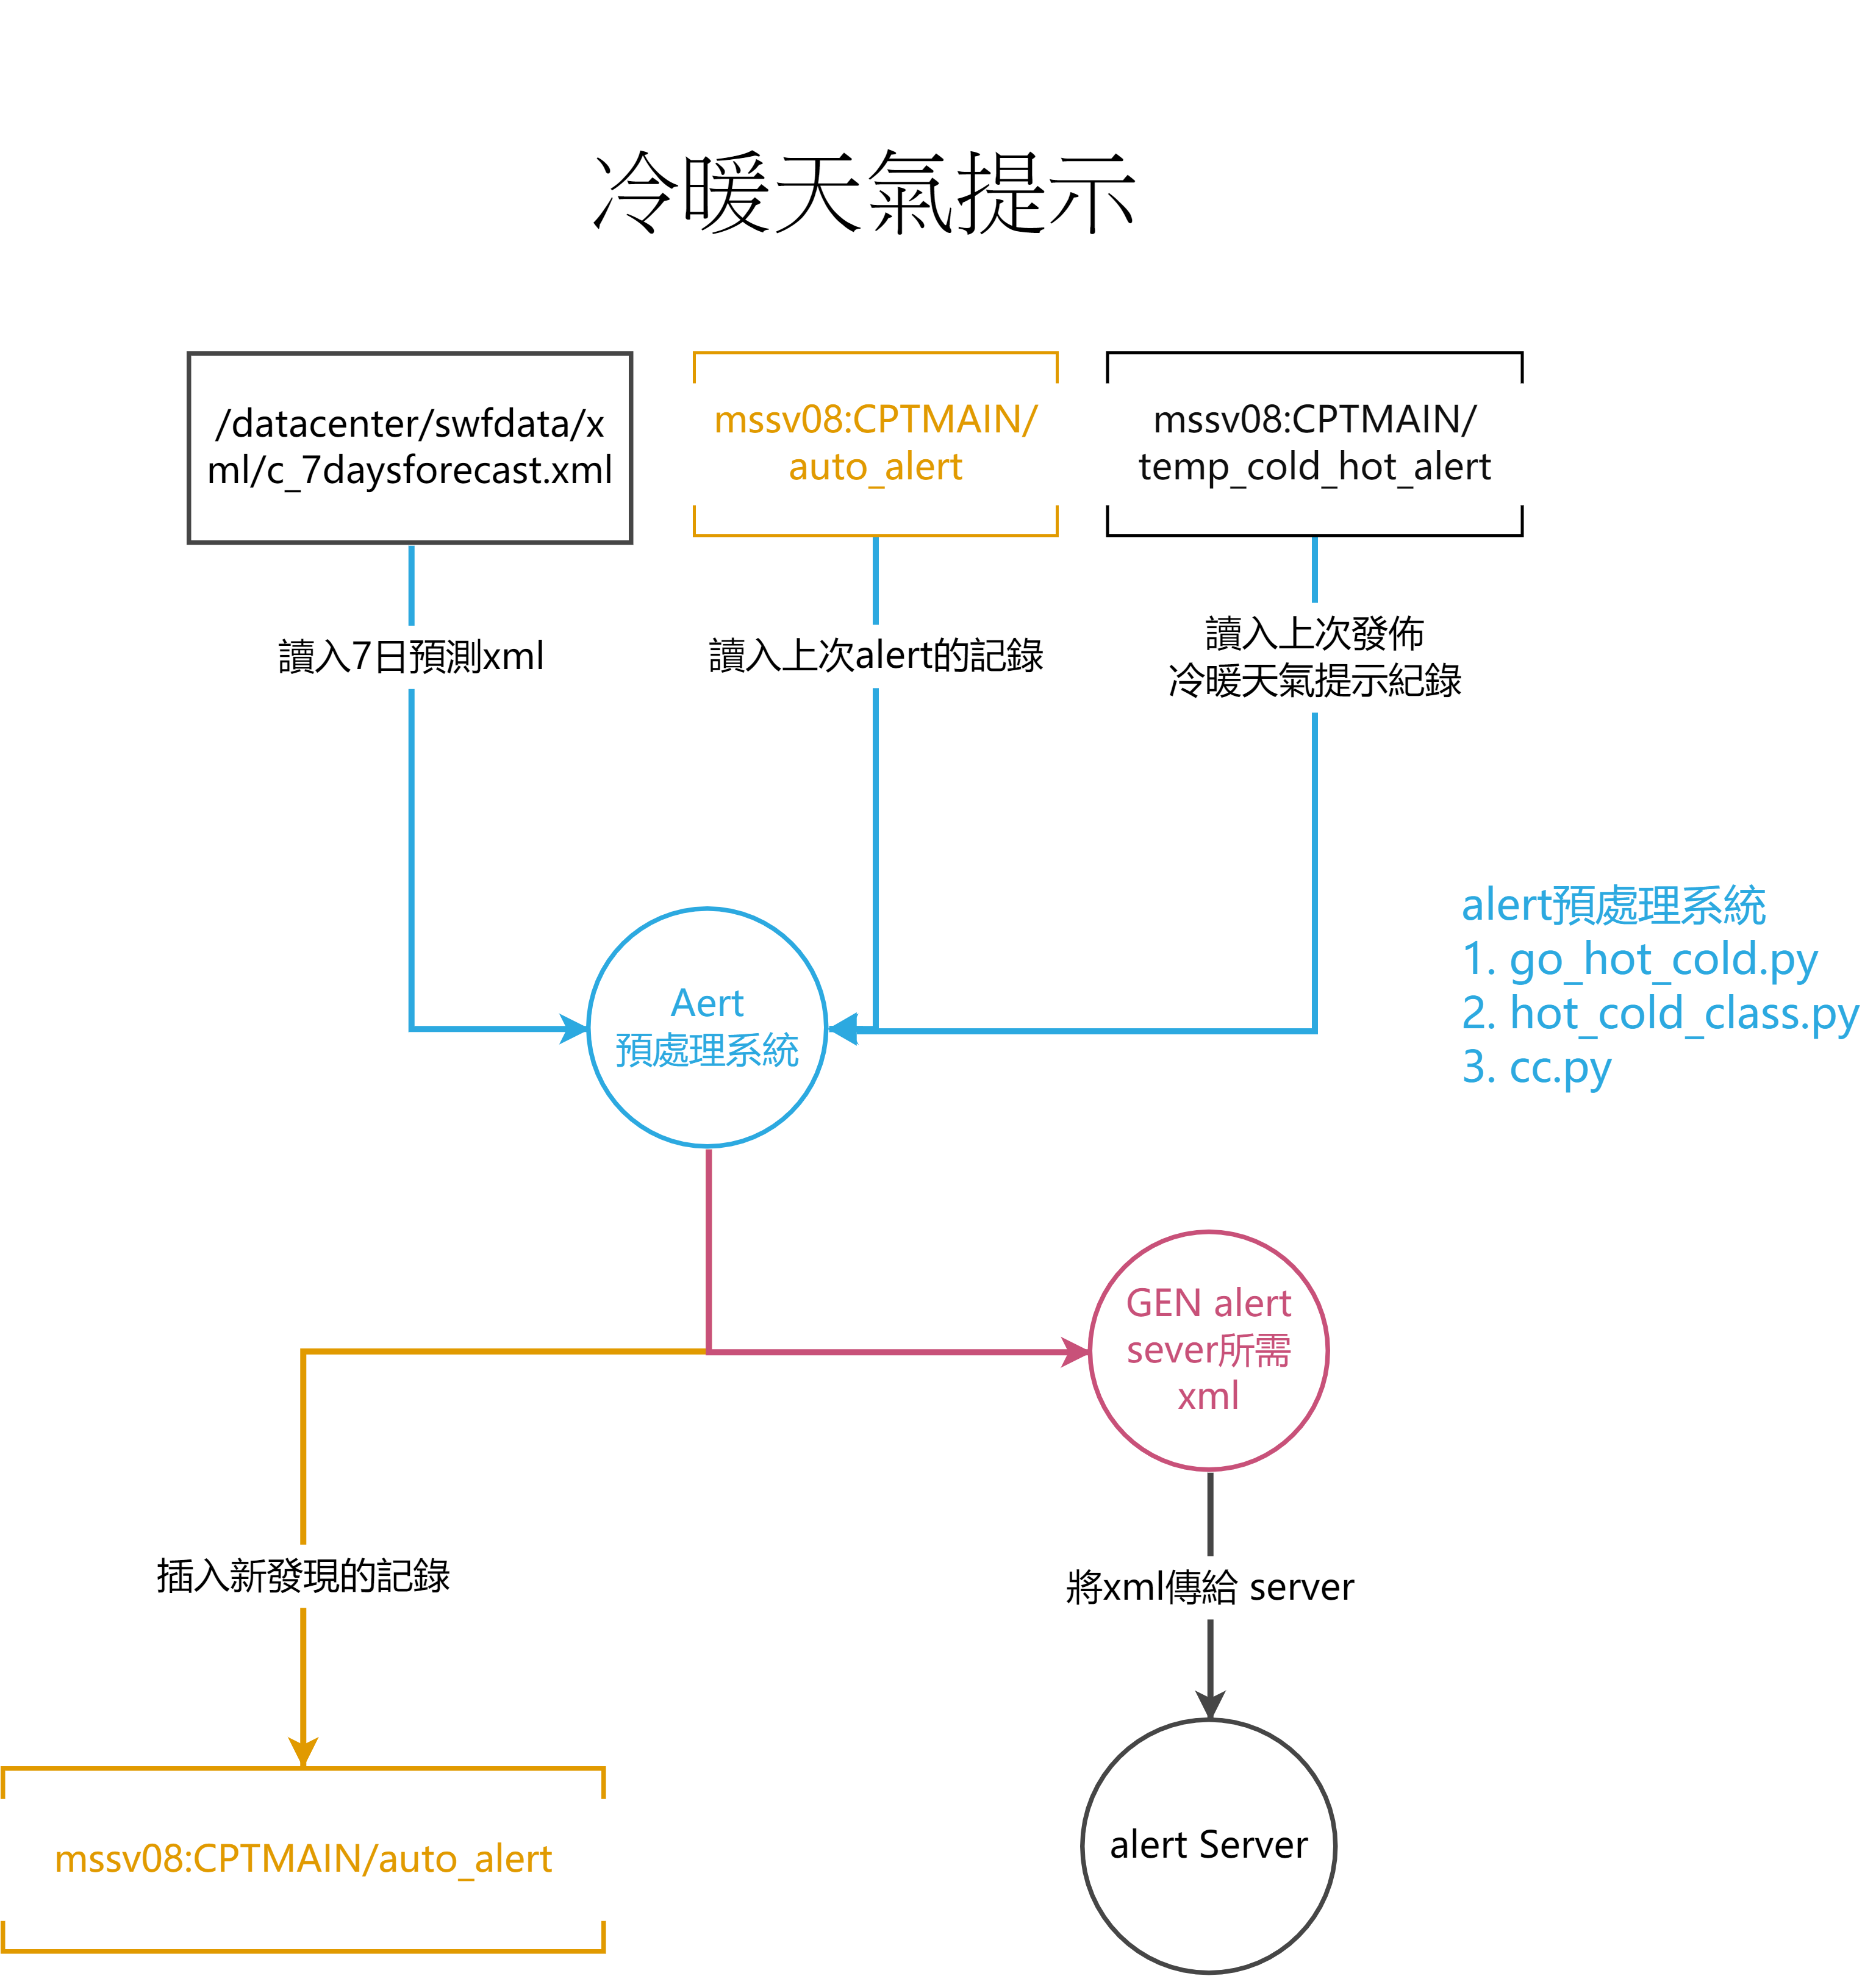 冷暖天氣提示
/datacenter/swfdata/x
ml/c_7daysforecast.xml
mssv08:CPTMAIN/
auto_alert
mssv08:CPTMAIN/
temp_cold_hot_alert
讀入7日預測xml
讀入上次alert的記錄
讀入上次發佈
冷暖天氣提示紀錄
alert預處理系統
1. go_hot_cold.py
2. hot_cold_class.py
3. cc.py
Aert
預處理系統
GEN alert
sever所需
xml
插入新發現的記錄
將xml傳給 server
mssv08:CPTMAIN/auto_alert
alert Server